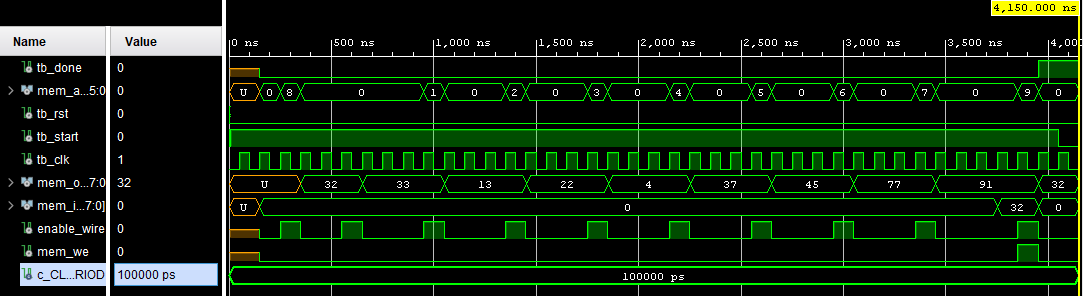 4,150.000 ns
Name Value
0 ns 500 ns 1,000 ns 1,500 ns 2,000 ns 2,500 ns 3,000 ns 3,500 ns 4,000
tb_done 0
mem_a...5:0 0 U 0 8 0 1 0 2 0 3 0 4 0 5 0 6 0 7 0 9 0
tb_rst 0
tb_start 0
tb_clk 1
mem_o...7:0 32 U 32 33 13 22 4 37 45 77 91 32
mem_i...7:0] 0 U 0 32 0
enable_wire 0
mem_we 0
c_CL...RIOD 100000 ps 100000 ps